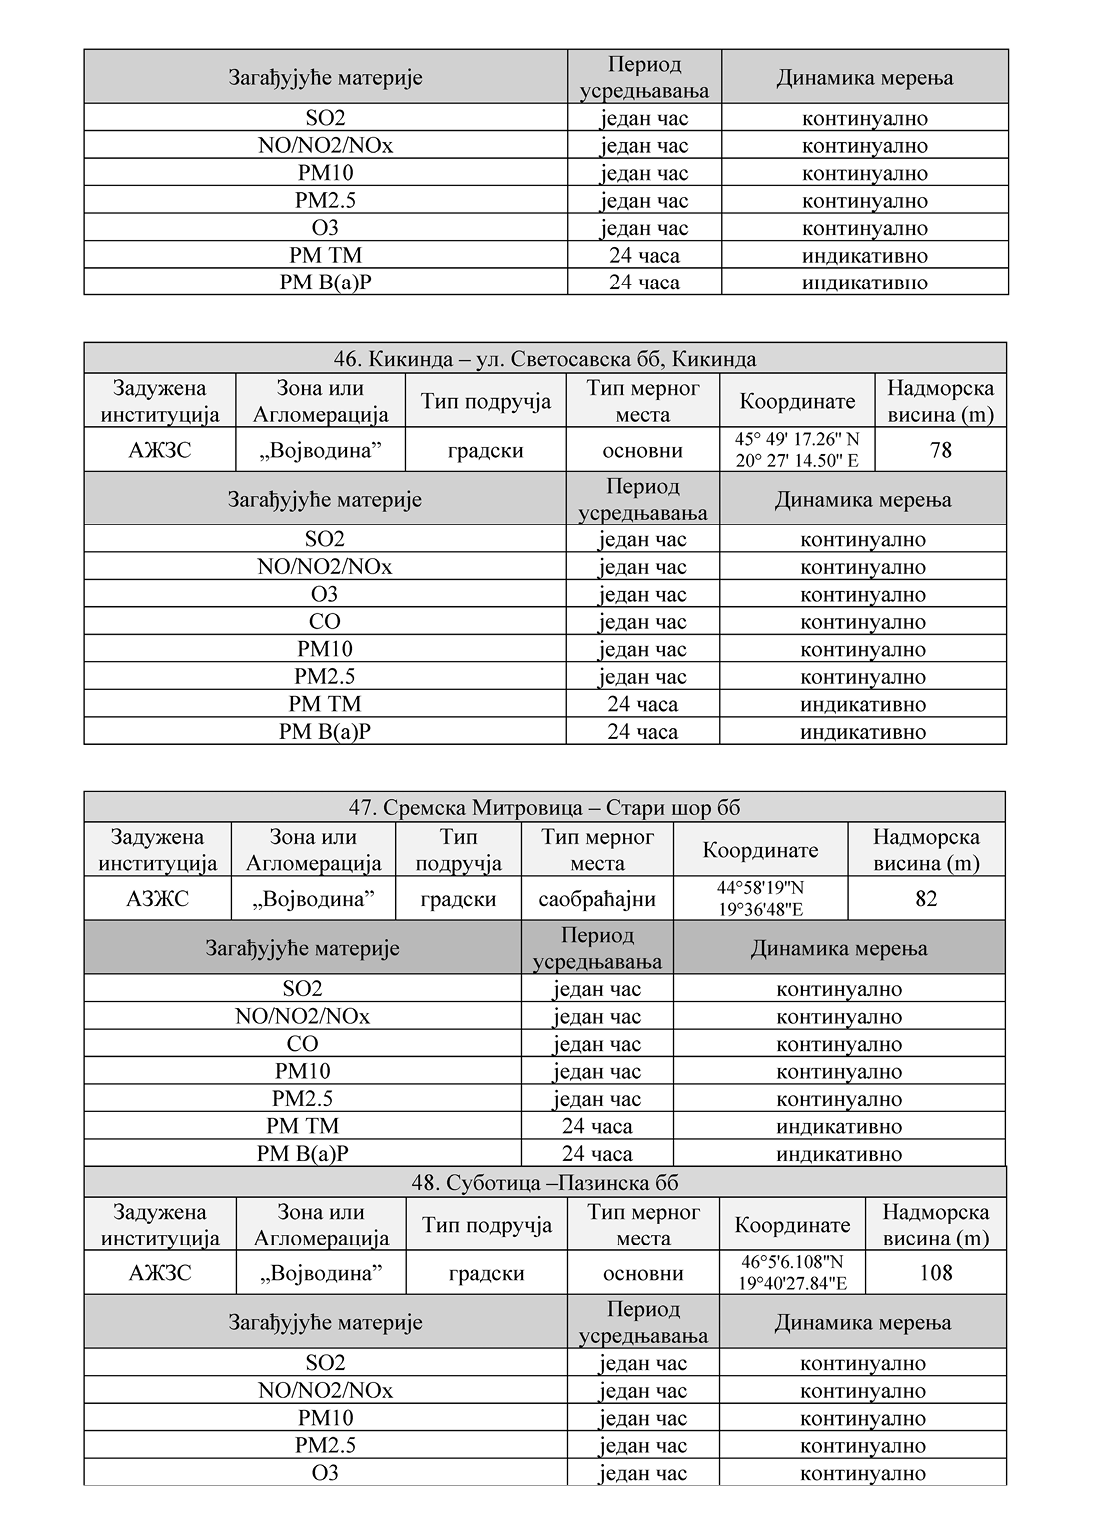 Загађујуће материје Период усредњавања Динамика мерења
SO2 један час континуално
NO/NO2/NOx један час континуално
PM10 један час континуално
PM2.5 један час континуално
O3 један час континуално
PM TM 24 часа индикативно
PM B(a)P 24 часа индикативно
46. Кикинда – ул. Светосавска бб, Кикинда
Задужена институција Зона или Агломерација Тип подручја Тип мерног места Координате Надморска висина (m)
АЖЗС „Војводина” градски основни 45° 49' 17.26" N 20° 27' 14.50" E 78
Загађујуће материје Период усредњавања Динамика мерења
SO2 један час континуално
NO/NO2/NOx један час континуално
O3 један час континуално
CO један час континуално
PM10 један час континуално
PM2.5 један час континуално
PM TM 24 часа индикативно
PM B(a)P 24 часа индикативно
47. Сремска Митровица – Стари шор бб
Задужена институција Зона или Агломерација Тип подручја Тип мерног места Координате Надморска висина (m)
АЗЖС „Војводина” градски саобраћајни 44°58'19"N 19°36'48"E 82
Загађујуће материје Период усредњавања Динамика мерења
SO2 један час континуално
NO/NO2/NOx један час континуално
CO један час континуално
PM10 један час континуално
PM2.5 један час континуално
PM TM 24 часа индикативно
PM B(a)P 24 часа индикативно
48. Суботица –Пазинска бб
Задужена институција Зона или Агломерација Тип подручја Тип мерног места Координате Надморска висина (m)
АЖЗС „Војводина” градски основни 46°5'6.108"N 19°40'27.84"E 108
Загађујуће материје Период усредњавања Динамика мерења
SO2 један час континуално
NO/NO2/NOx један час континуално
PM10 један час континуално
PM2.5 један час континуално
O3 један час континуално